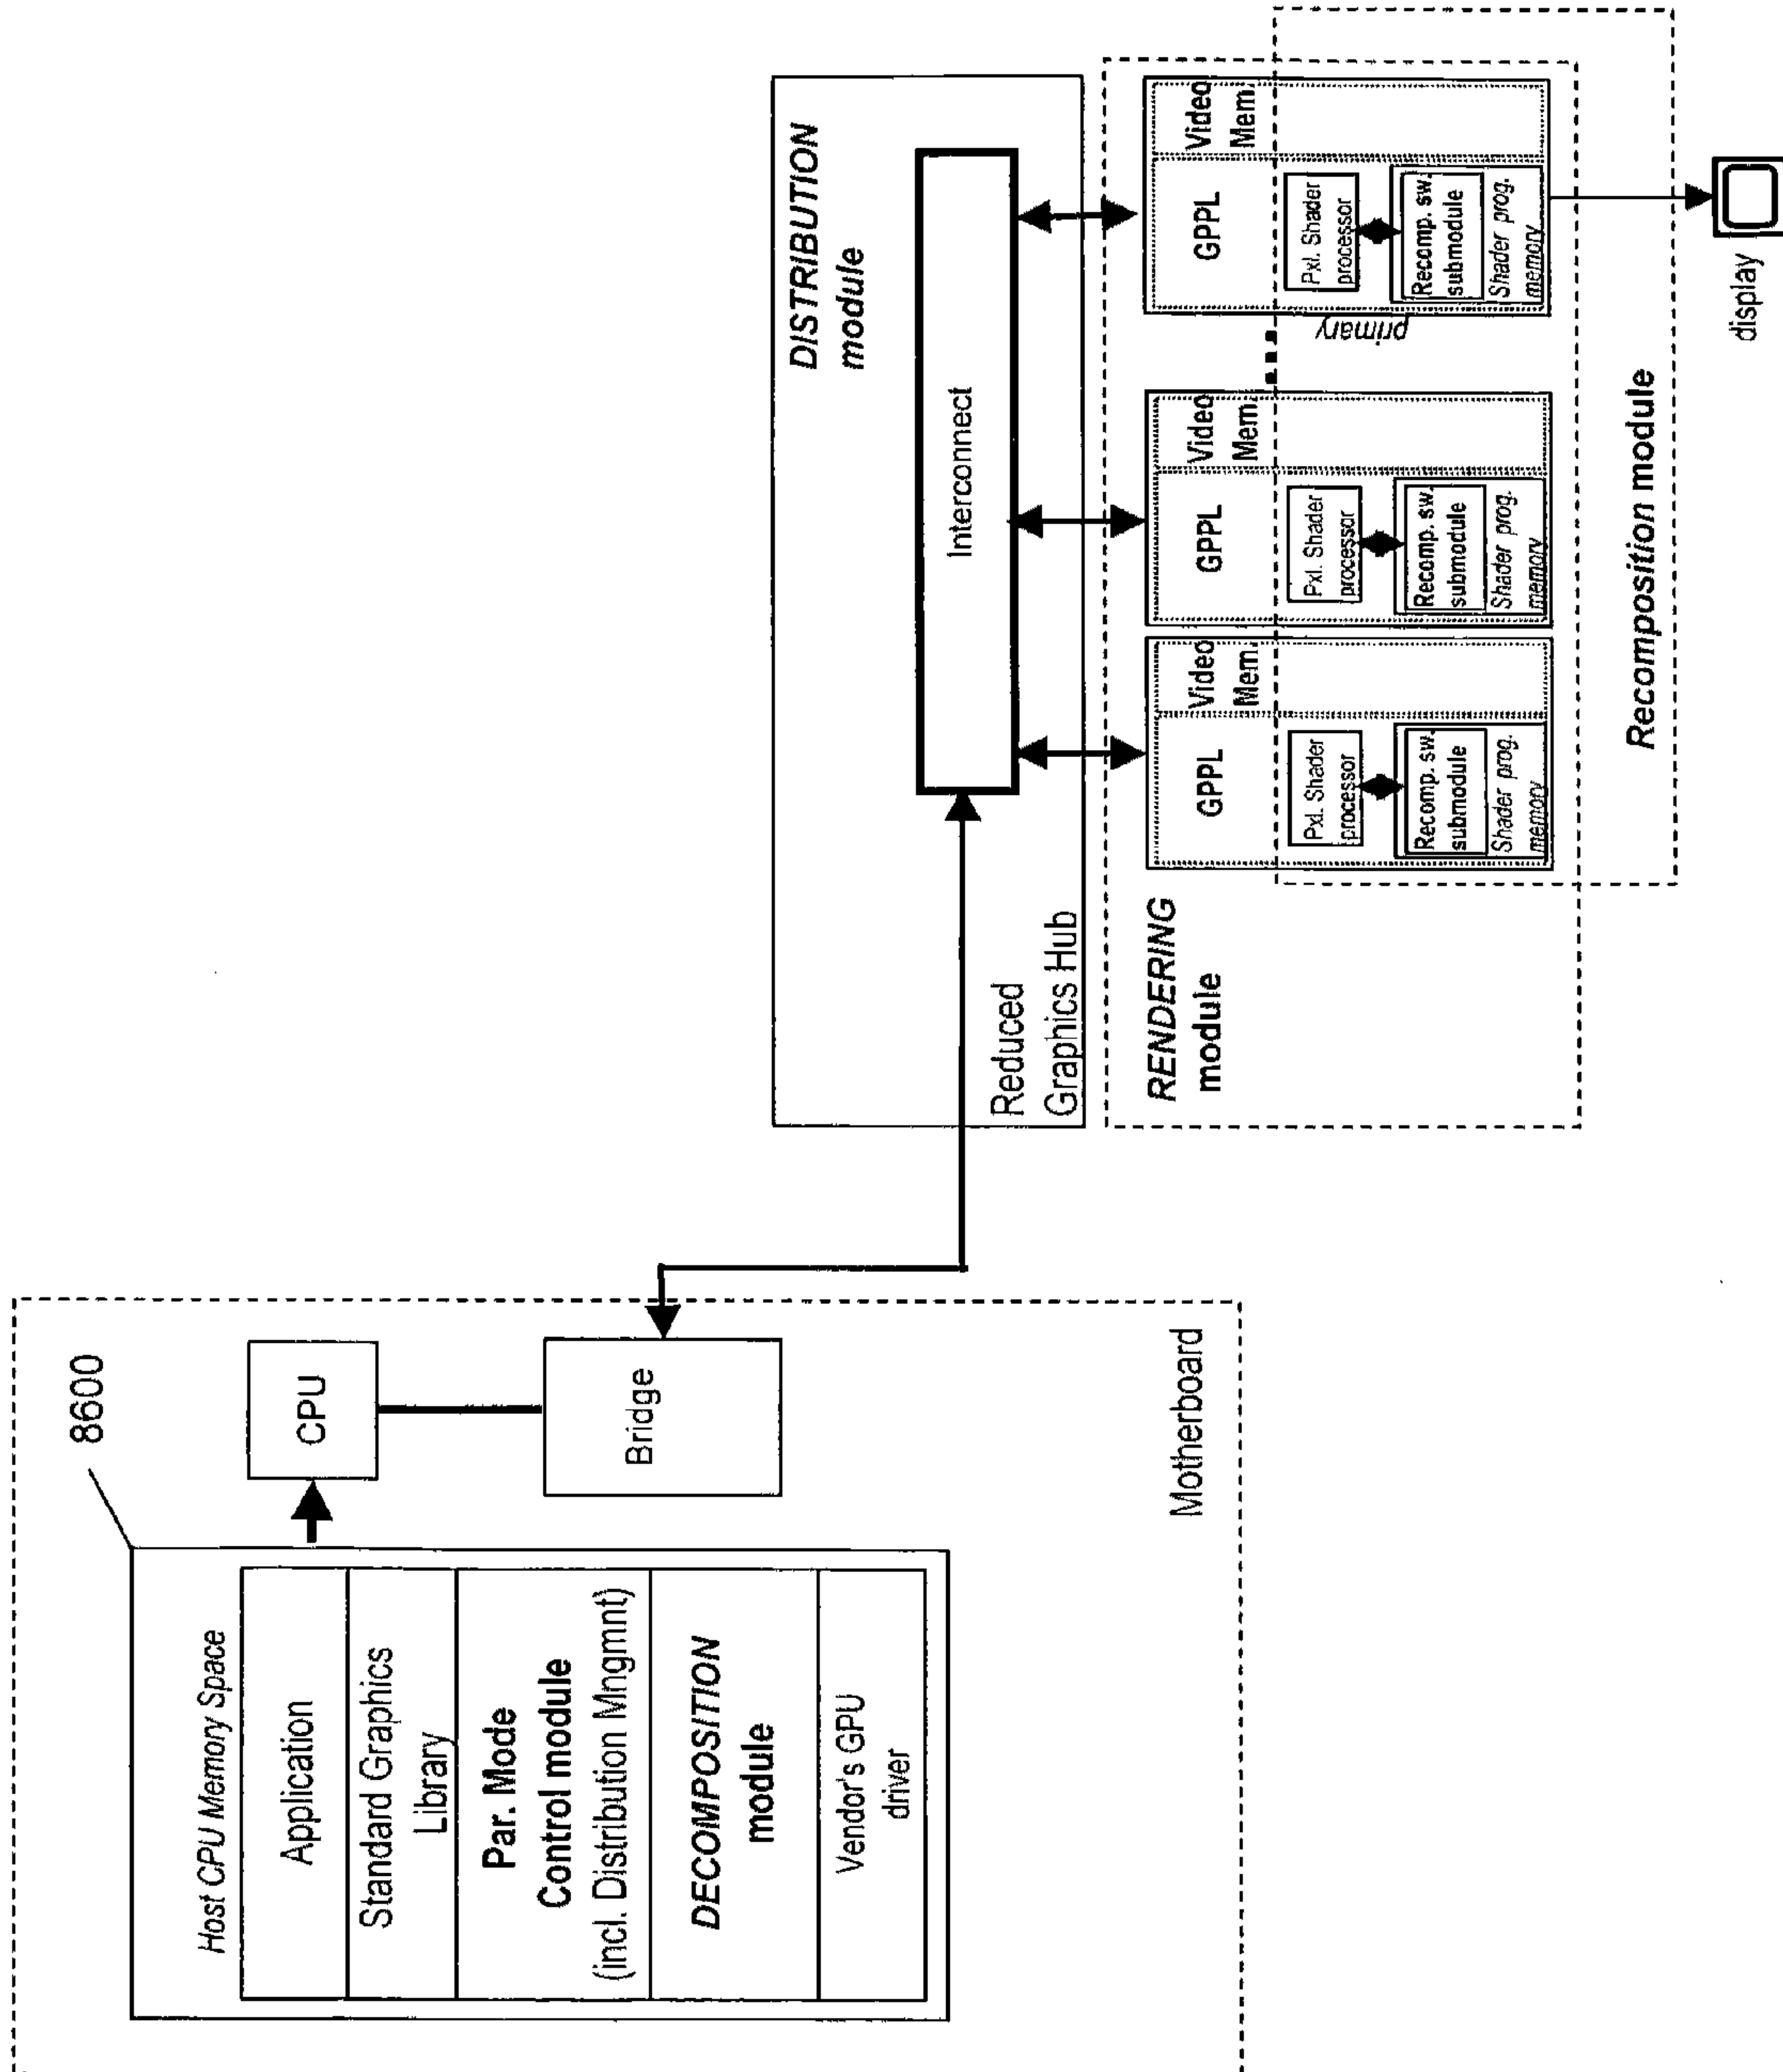 8600
Host CPU Memory Space
Application
Standard Graphics
Library
Par. Mode
Control module
(incl. Distribution Mngmnt)
DECOMPOSITION
module
Vendor's GPU
driver
CPU
Bridge
Motherboard
DISTRIBUTION
module
Interconnect
Reduced
Graphics Hub
RENDERING
module
GPPL
Video
Mem.
Pxl. Shader
processor
Recomp. sw.
submodule
Shader prog.
memory
GPPL
Video
Mem.
Pxl. Shader
processor
Recomp. sw.
submodule
Shader prog.
memory
primary
GPPL
Video
Mem.
Pxl. Shader
processor
Recomp. sw.
submodule
Shader prog.
memory
Recomposition module
display